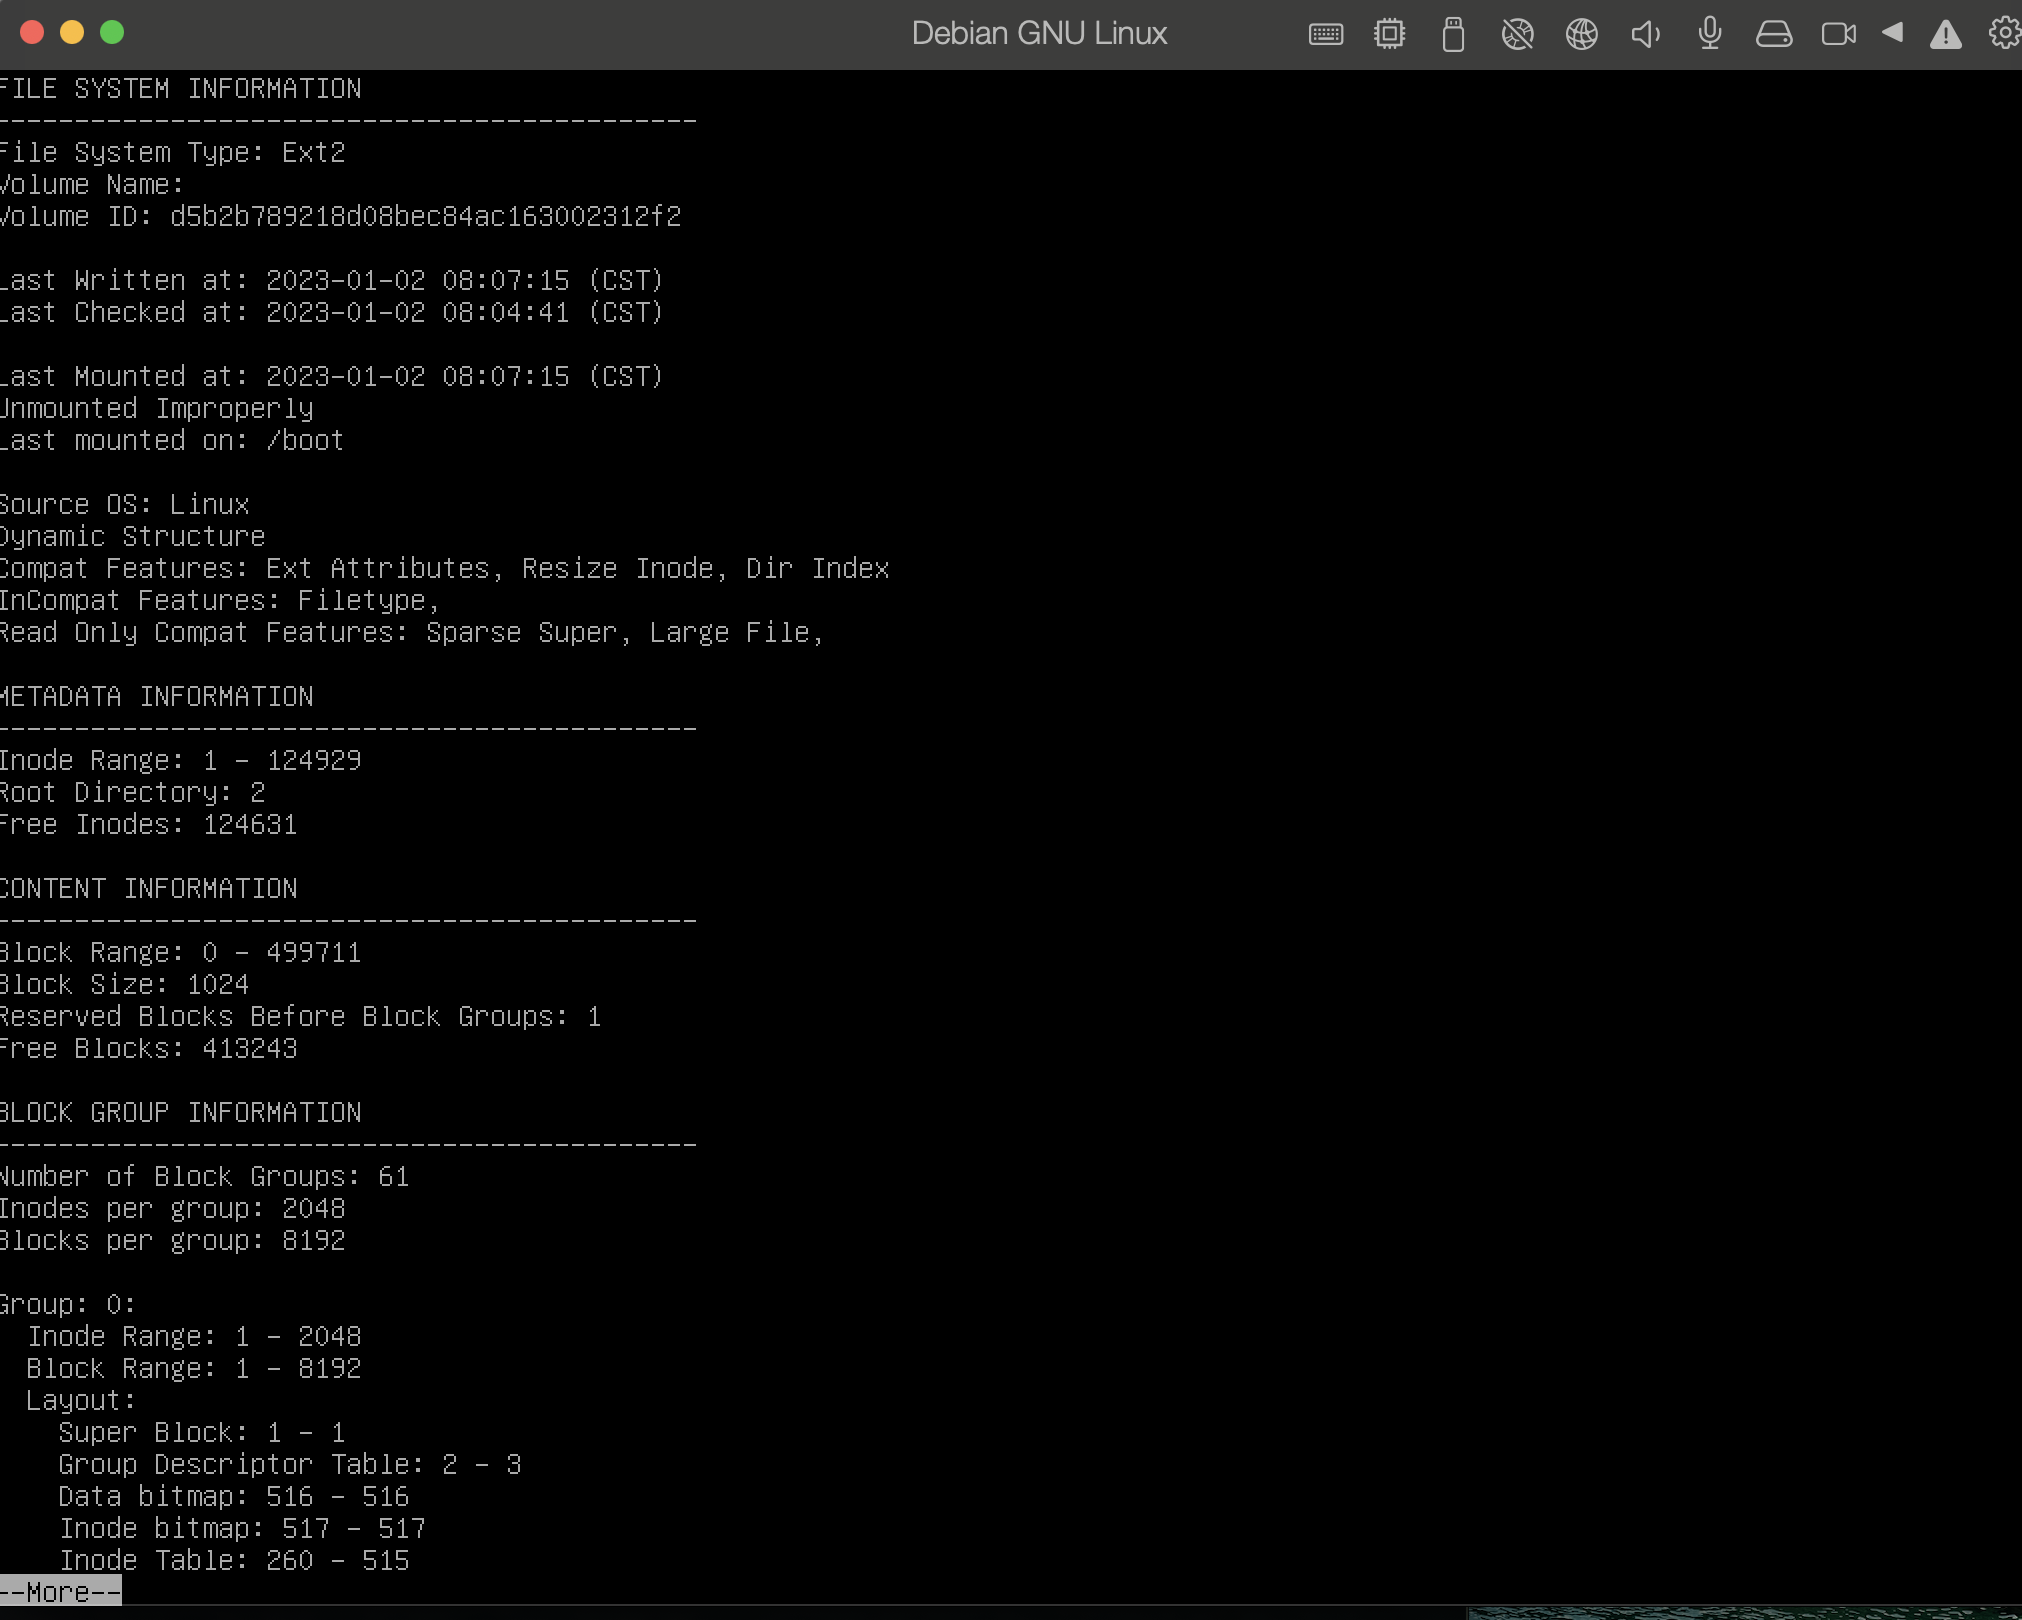 Debian GNU Linux
FILE SYSTEM INFORMATION
--------------------------------------------
File System Type: Ext2
Volume Name:
Volume ID: d5b2b789218d08bec84ac163002312f2
Last Written at: 2023-01-02 08:07:15 (CST)
Last Checked at: 2023-01-02 08:04:41 (CST)
Last Mounted at: 2023-01-02 08:07:15 (CST)
Unmounted Improperly
Last mounted on: /boot
Source OS: Linux
Dynamic Structure
Compat Features: Ext Attributes, Resize Inode, Dir Index
InCompat Features: Filetype,
Read Only Compat Features: Sparse Super, Large File,
METADATA INFORMATION
--------------------------------------------
Inode Range: 1 - 124929
Root Directory: 2
Free Inodes: 124631
CONTENT INFORMATION
--------------------------------------------
Block Range: 0 - 499711
Block Size: 1024
Reserved Blocks Before Block Groups: 1
Free Blocks: 413243
BLOCK GROUP INFORMATION
--------------------------------------------
Number of Block Groups: 61
Inodes per group: 2048
Blocks per group: 8192
Group: 0:
  Inode Range: 1 - 2048
  Block Range: 1 - 8192
  Layout:
    Super Block: 1 - 1
    Group Descriptor Table: 2 - 3
    Data bitmap: 516 - 516
    Inode bitmap: 517 - 517
    Inode Table: 260 - 515
--More--